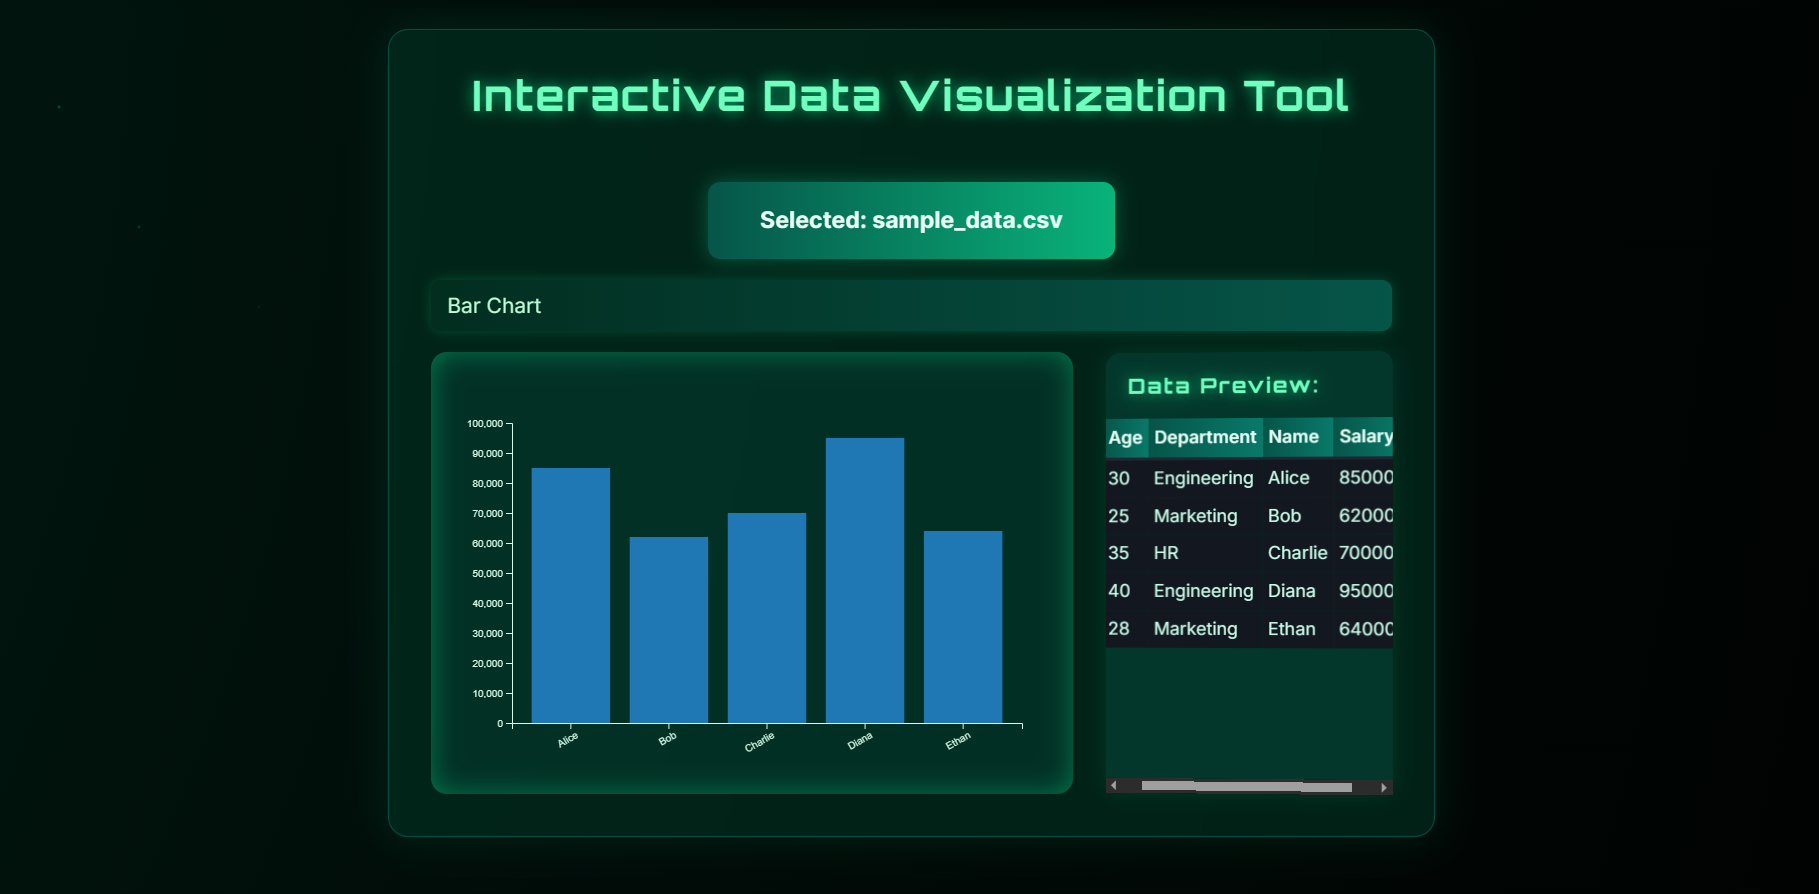 Interactive Data Visualization Tool
Selected: sample_data.csv
Bar Chart
100,000
90,000
80,000
70,000
60,000
50,000
40,000
30,000
20,000
10,000
0
Alice Bob Charlie Diana Ethan
Data Preview:
Age Department Name Salary
30 Engineering Alice 85000
25 Marketing Bob 62000
35 HR Charlie 70000
40 Engineering Diana 95000
28 Marketing Ethan 64000